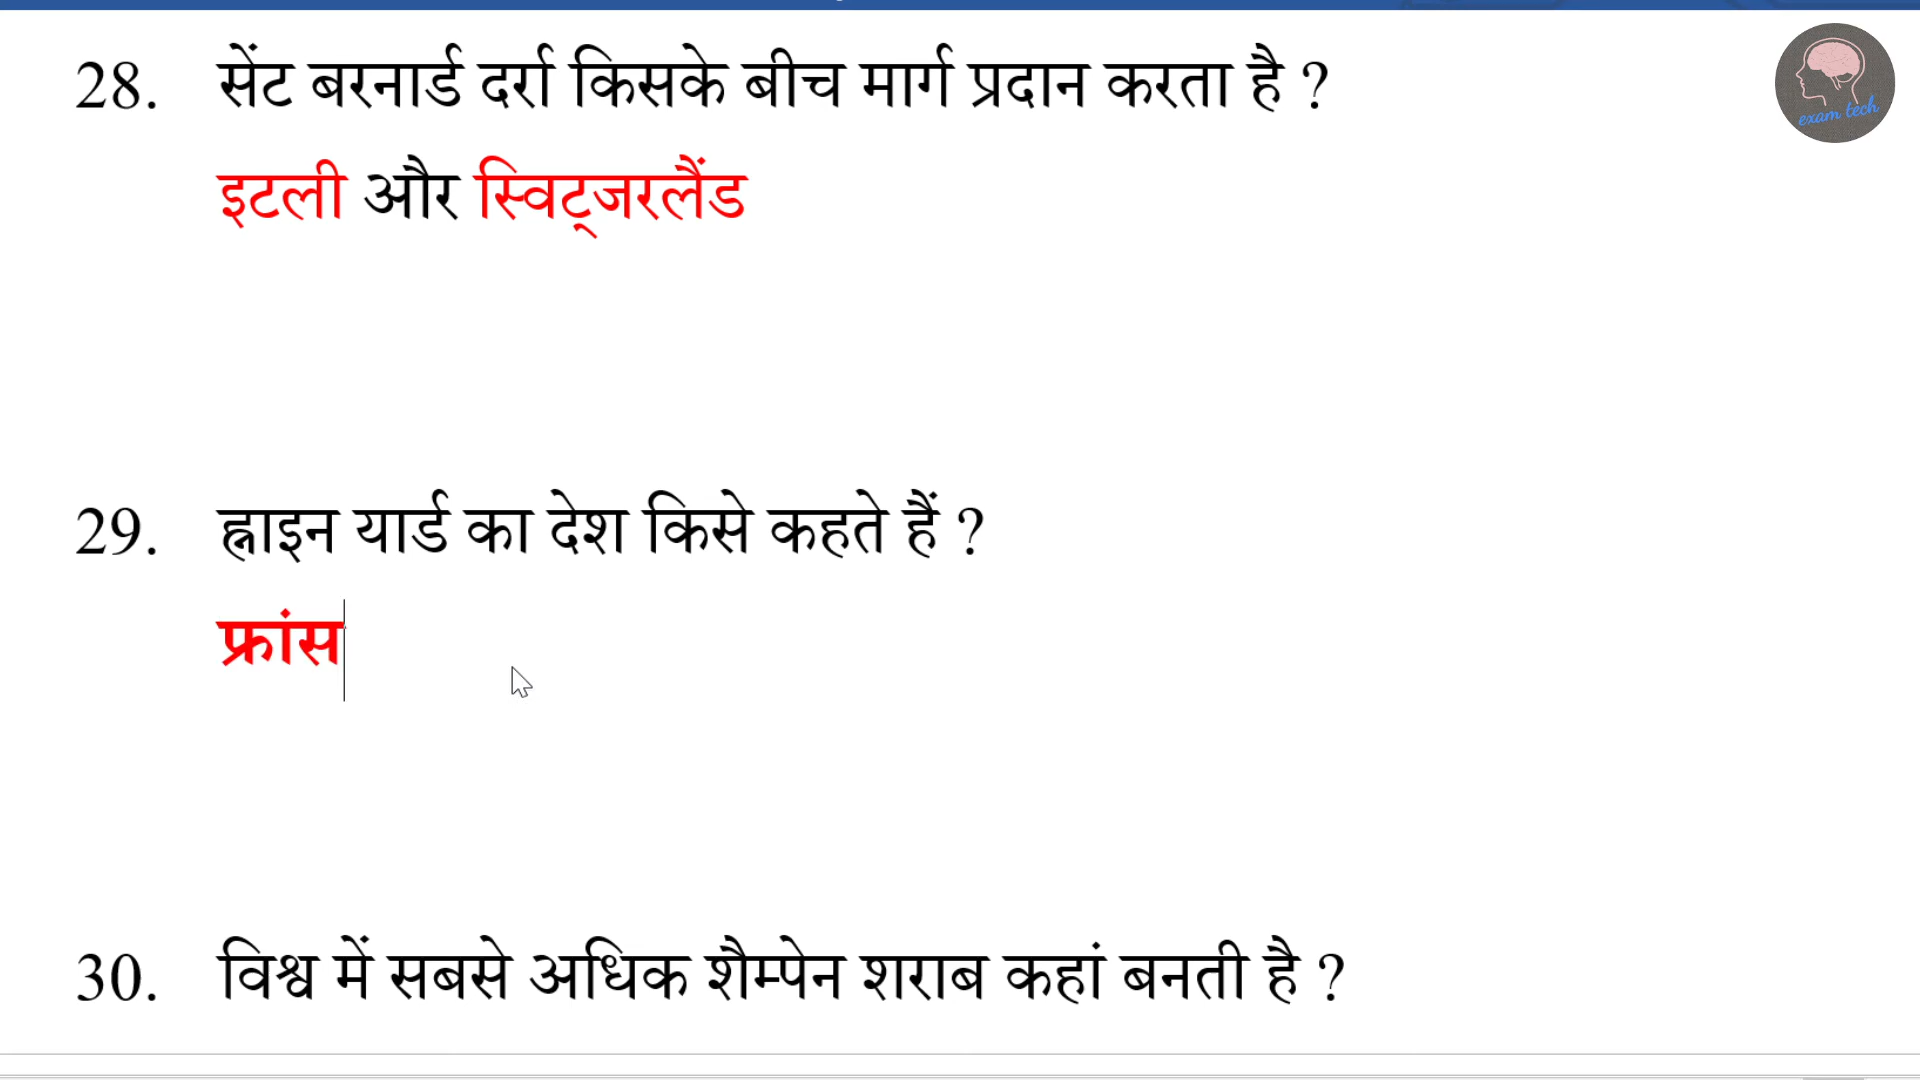 28. सेंट बरनार्ड दर्रा किसके बीच मार्ग प्रदान करता है ?
exam tech
इटली और स्विट्जरलैंड
29. ह्राइन यार्ड का देश किसे कहते हैं ?
फ्रांस
30. विश्व में सबसे अधिक शैम्पेन शराब कहां बनती है ?